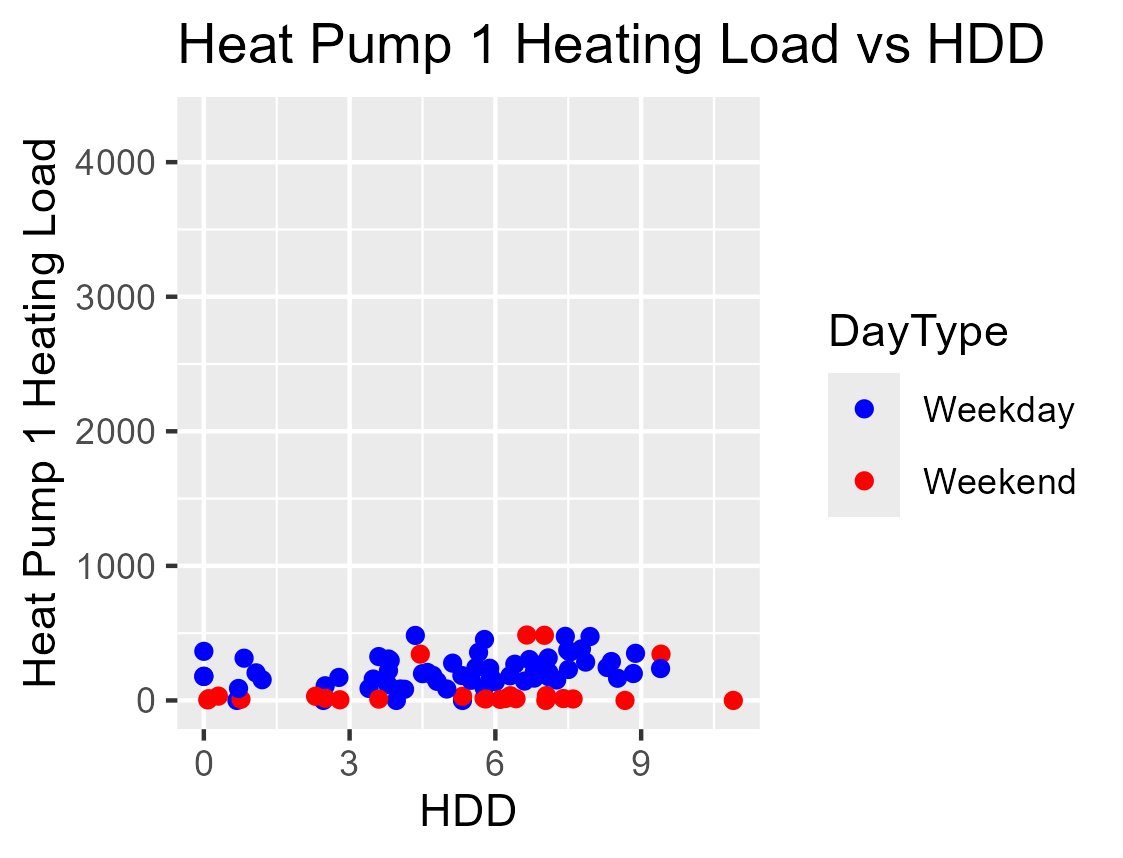 Heat Pump 1 Heating Load vs HDD
Heat Pump 1 Heating Load
4000
3000
2000
1000
0
0 3 6 9
HDD
DayType
Weekday
Weekend